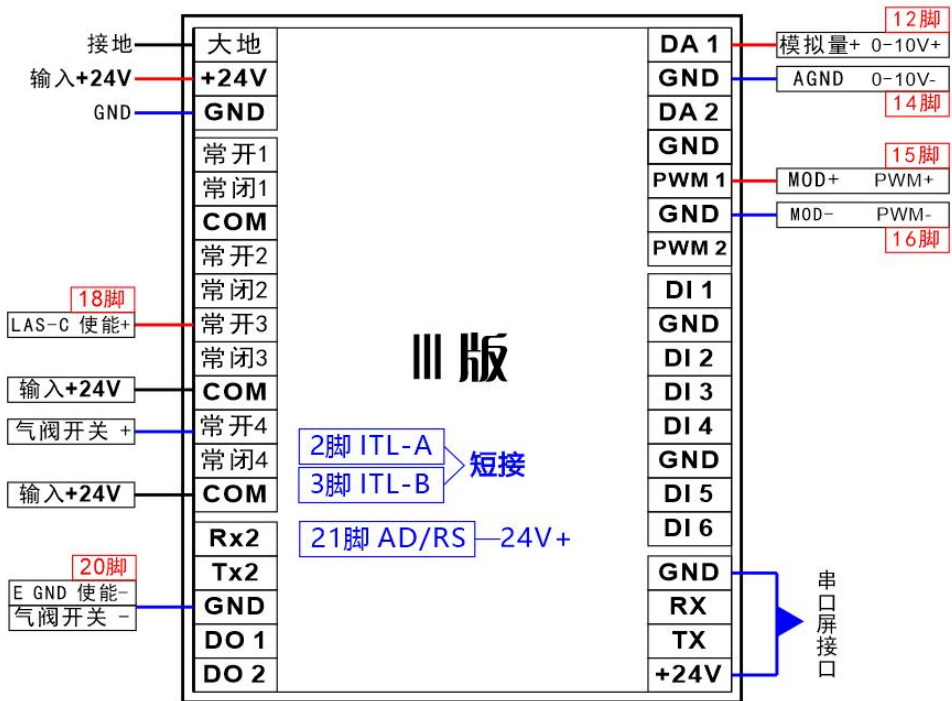 接地
输入+24V
GND
18脚
LAS-C 使能+
输入+24V
气阀开关 +
输入+24V
20脚
E GND 使能-
气阀开关 -
大地
+24V
GND
常开1
常闭1
COM
常开2
常闭2
常开3
常闭3
COM
常开4
常闭4
COM
Rx2
Tx2
GND
DO 1
DO 2
III 版
2脚 ITL-A
3脚 ITL-B
短接
21脚 AD/RS
24V+
DA 1
GND
DA 2
GND
PWM 1
GND
PWM 2
DI 1
GND
DI 2
DI 3
DI 4
GND
DI 5
DI 6
GND
RX
TX
+24V
12脚
模拟量+ 0-10V+
AGND 0-10V-
14脚
15脚
MOD+ PWM+
MOD- PWM-
16脚
串口屏接口